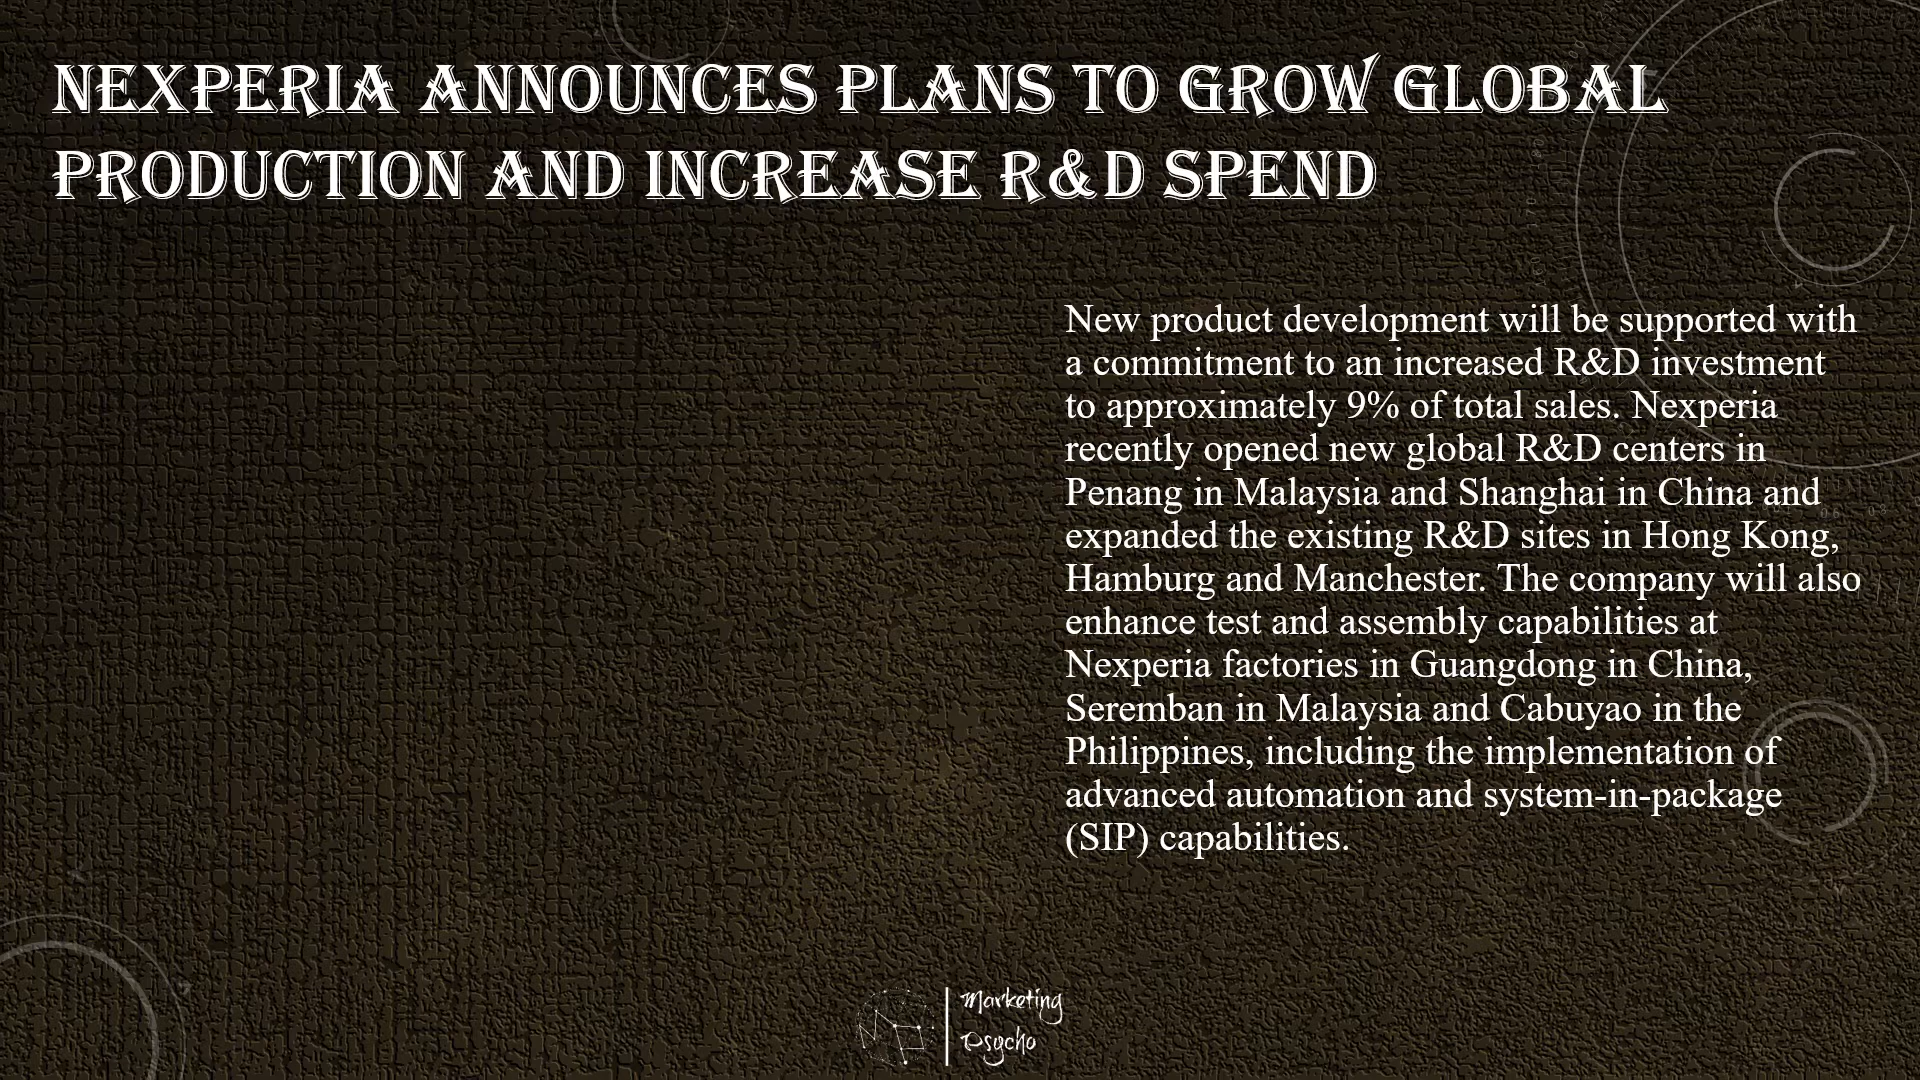 NEXPERIA ANNOUNCES PLANS TO GROW GLOBAL
PRODUCTION AND INCREASE R&D SPEND
New product development will be supported with
a commitment to an increased R&D investment
to approximately 9% of total sales. Nexperia
recently opened new global R&D centers in
Penang in Malaysia and Shanghai in China and
expanded the existing R&D sites in Hong Kong,
Hamburg and Manchester. The company will also
enhance test and assembly capabilities at
Nexperia factories in Guangdong in China,
Seremban in Malaysia and Cabuyao in the
Philippines, including the implementation of
advanced automation and system-in-package
(SIP) capabilities.
Marketing
Psycho